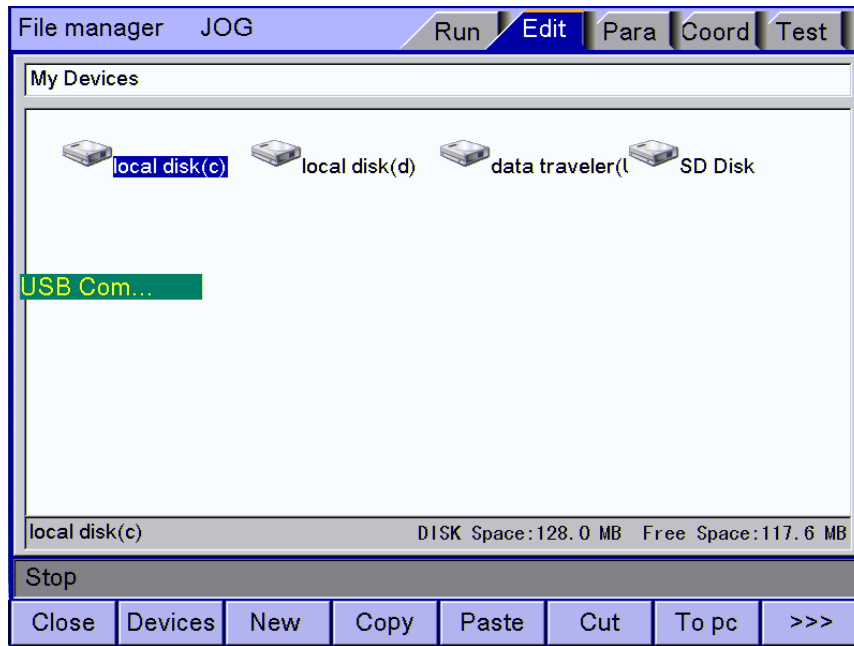 File manager JOG Run Edit Para Coord Test
My Devices
local disk(c) local disk(d) data traveler(U SD Disk
USB Com...
local disk(c) DISK Space:128.0 MB Free Space:117.6 MB
Stop
Close Devices New Copy Paste Cut To pc >>>